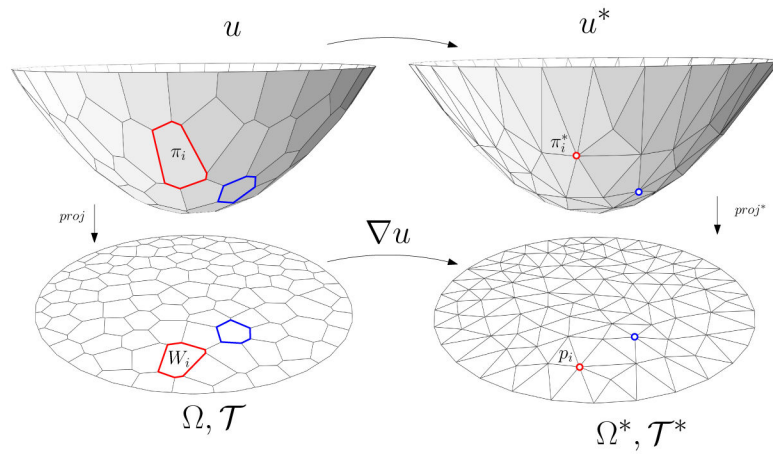 u
u*
π_i
π_i^*
proj
∇u
proj*
W_i
p_i
Ω, 𝒯
Ω*, 𝒯*